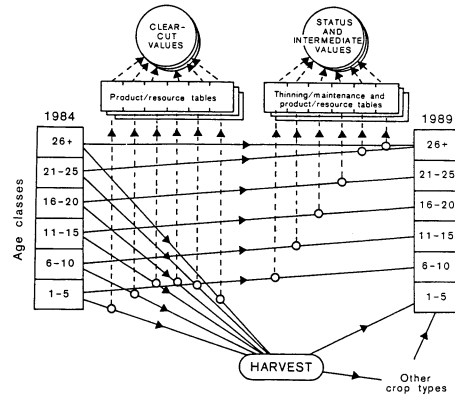 CLEAR-
CUT
VALUES
STATUS
AND
INTERMEDIATE
VALUES
Product/resource tables
Thinning/maintenance and
product/resource tables
1984
1989
Age classes
26+
21-25
16-20
11-15
6-10
1-5
26+
21-25
16-20
11-15
6-10
1-5
HARVEST
Other
crop types